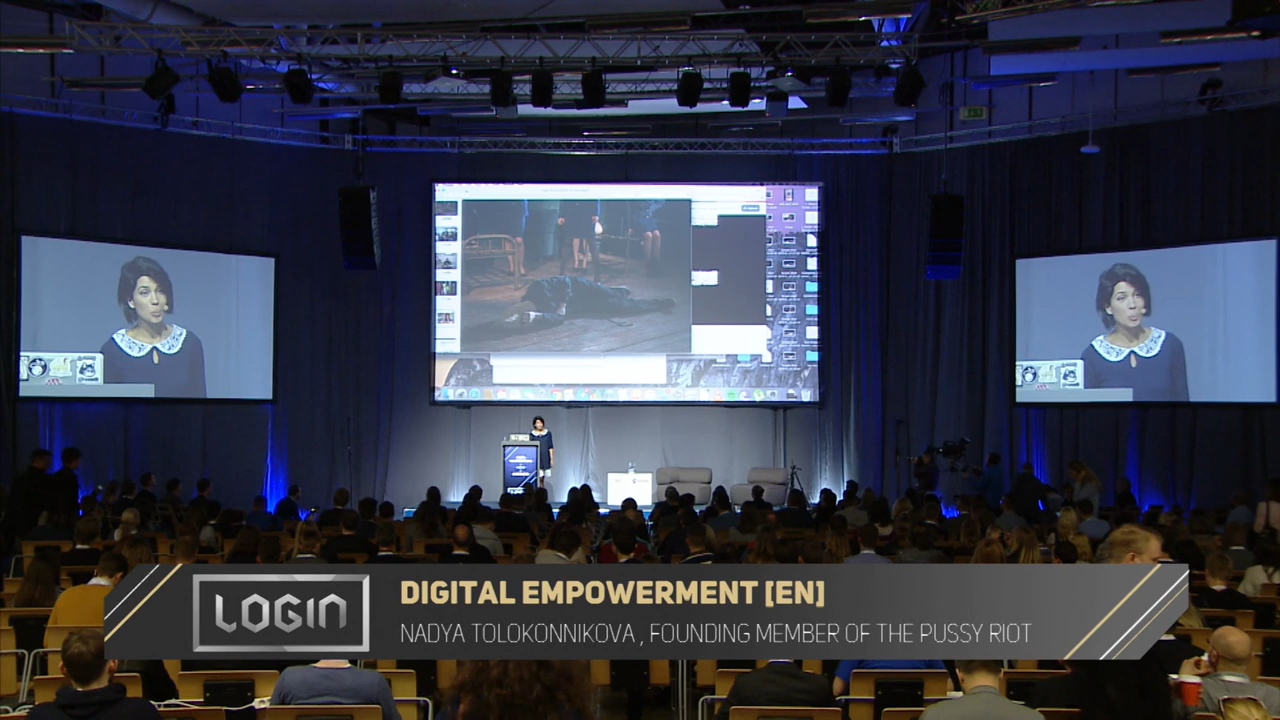 LOGIN
DIGITAL EMPOWERMENT [EN]
NADYA TOLOKONNIKOVA, FOUNDING MEMBER OF THE PUSSY RIOT